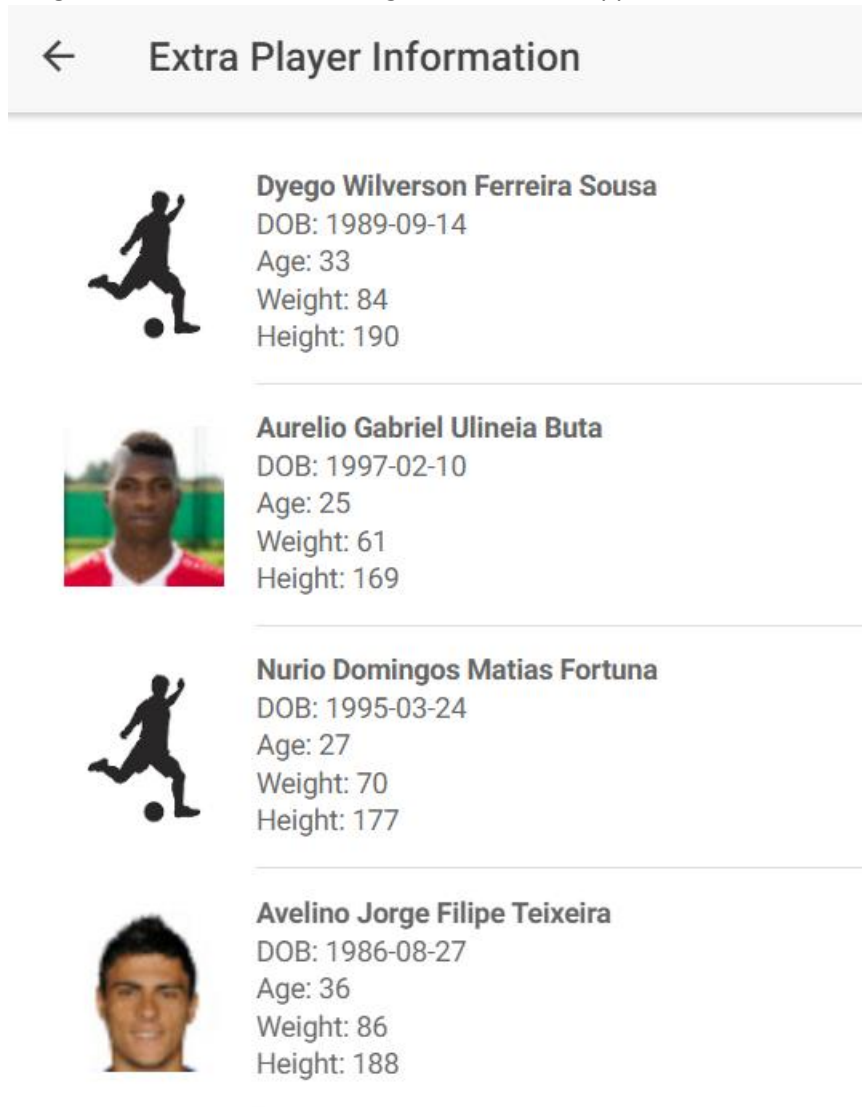 Extra Player Information
Dyego Wilverson Ferreira Sousa
DOB: 1989-09-14
Age: 33
Weight: 84
Height: 190
Aurelio Gabriel Ulineia Buta
DOB: 1997-02-10
Age: 25
Weight: 61
Height: 169
Nurio Domingos Matias Fortuna
DOB: 1995-03-24
Age: 27
Weight: 70
Height: 177
Avelino Jorge Filipe Teixeira
DOB: 1986-08-27
Age: 36
Weight: 86
Height: 188